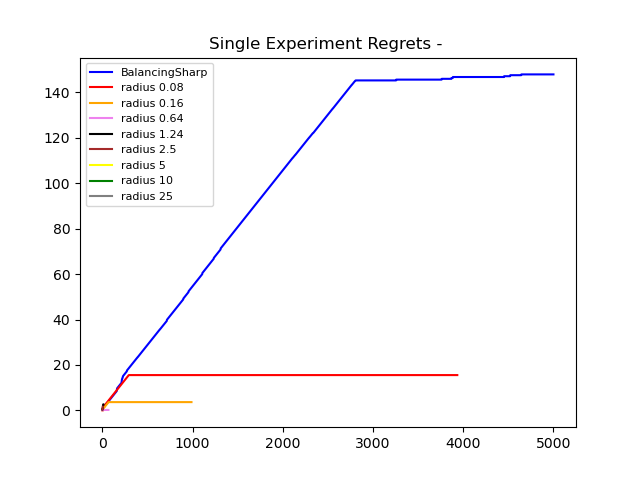 Single Experiment Regrets -
BalancingSharp
radius 0.08
radius 0.16
radius 0.64
radius 1.24
radius 2.5
radius 5
radius 10
radius 25
140
120
100
80
60
40
20
0
0 1000 2000 3000 4000 5000